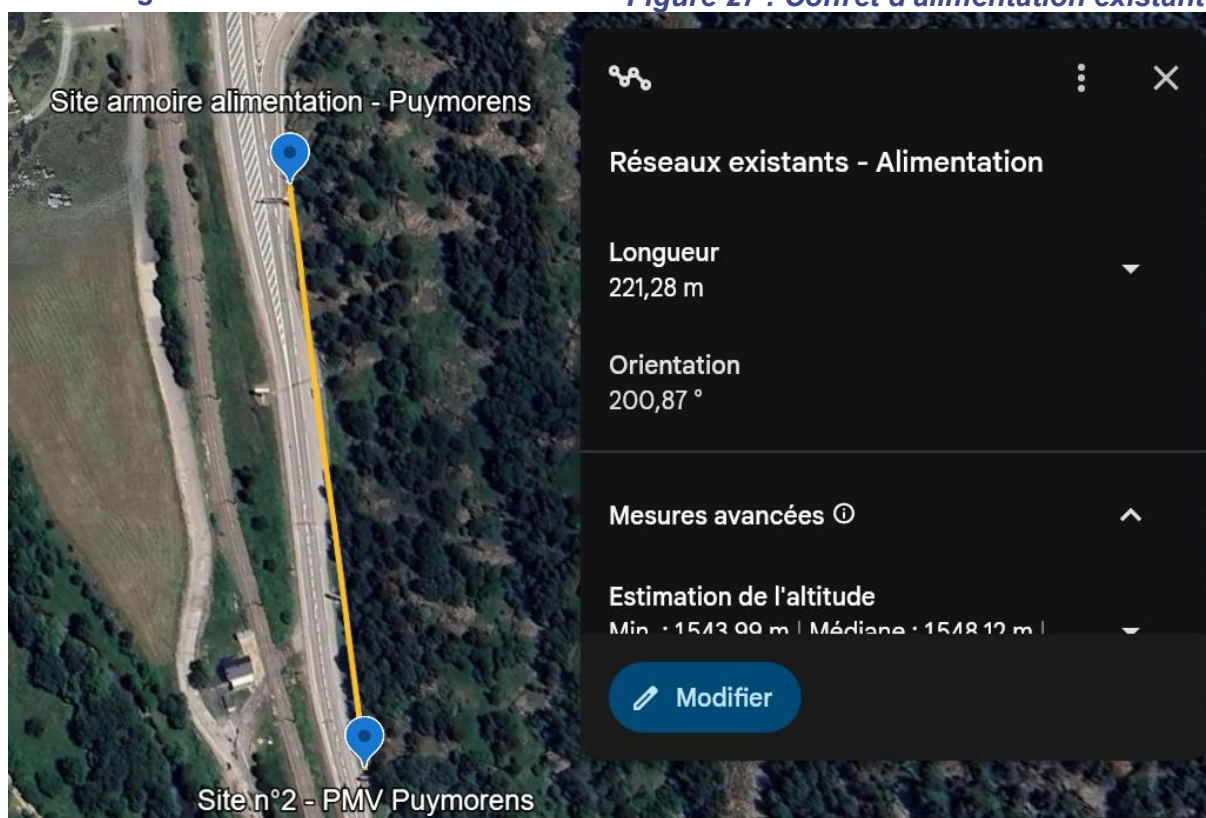 Figure 27 : Coffret d'alimentation existant
Site armoire alimentation - Puymorens
Site n°2 - PMV Puymorens
Réseaux existants - Alimentation
Longueur
221,28 m
Orientation
200,87 °
Mesures avancées
Estimation de l'altitude
Min. : 1543,99 m | Médiane : 1548,12 m |
Modifier